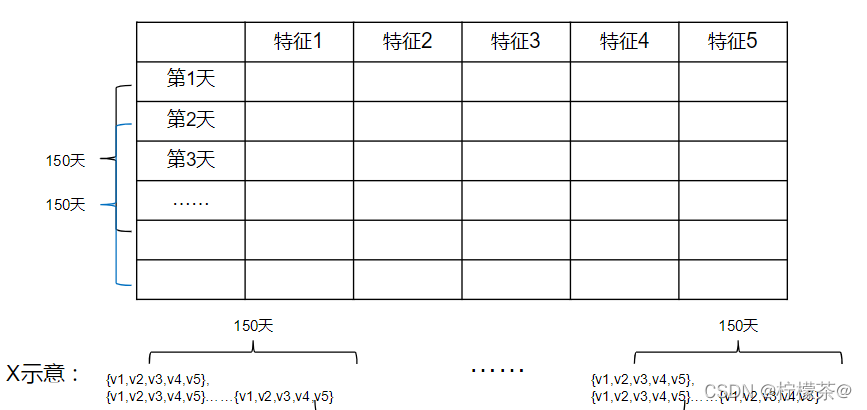 特征1 特征2 特征3 特征4 特征5
第1天
第2天
第3天
……
150天
150天
150天 150天
X示意：
{v1,v2,v3,v4,v5},
{v1,v2,v3,v4,v5}……{v1,v2,v3,v4,v5}
……
{v1,v2,v3,v4,v5},
{v1,v2,v3,v4,v5}……{v1,v2,v3,v4,v5}
CSDN @柠檬茶@